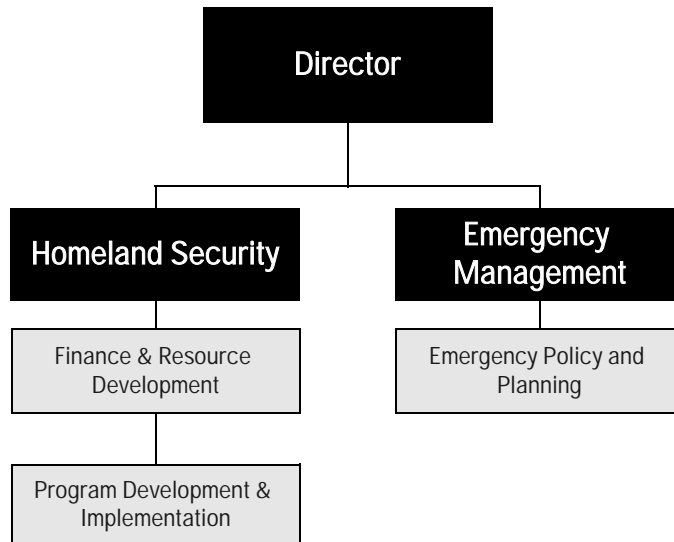 Director
Homeland Security
Emergency
Management
Finance & Resource
Development
Emergency Policy and
Planning
Program Development &
Implementation